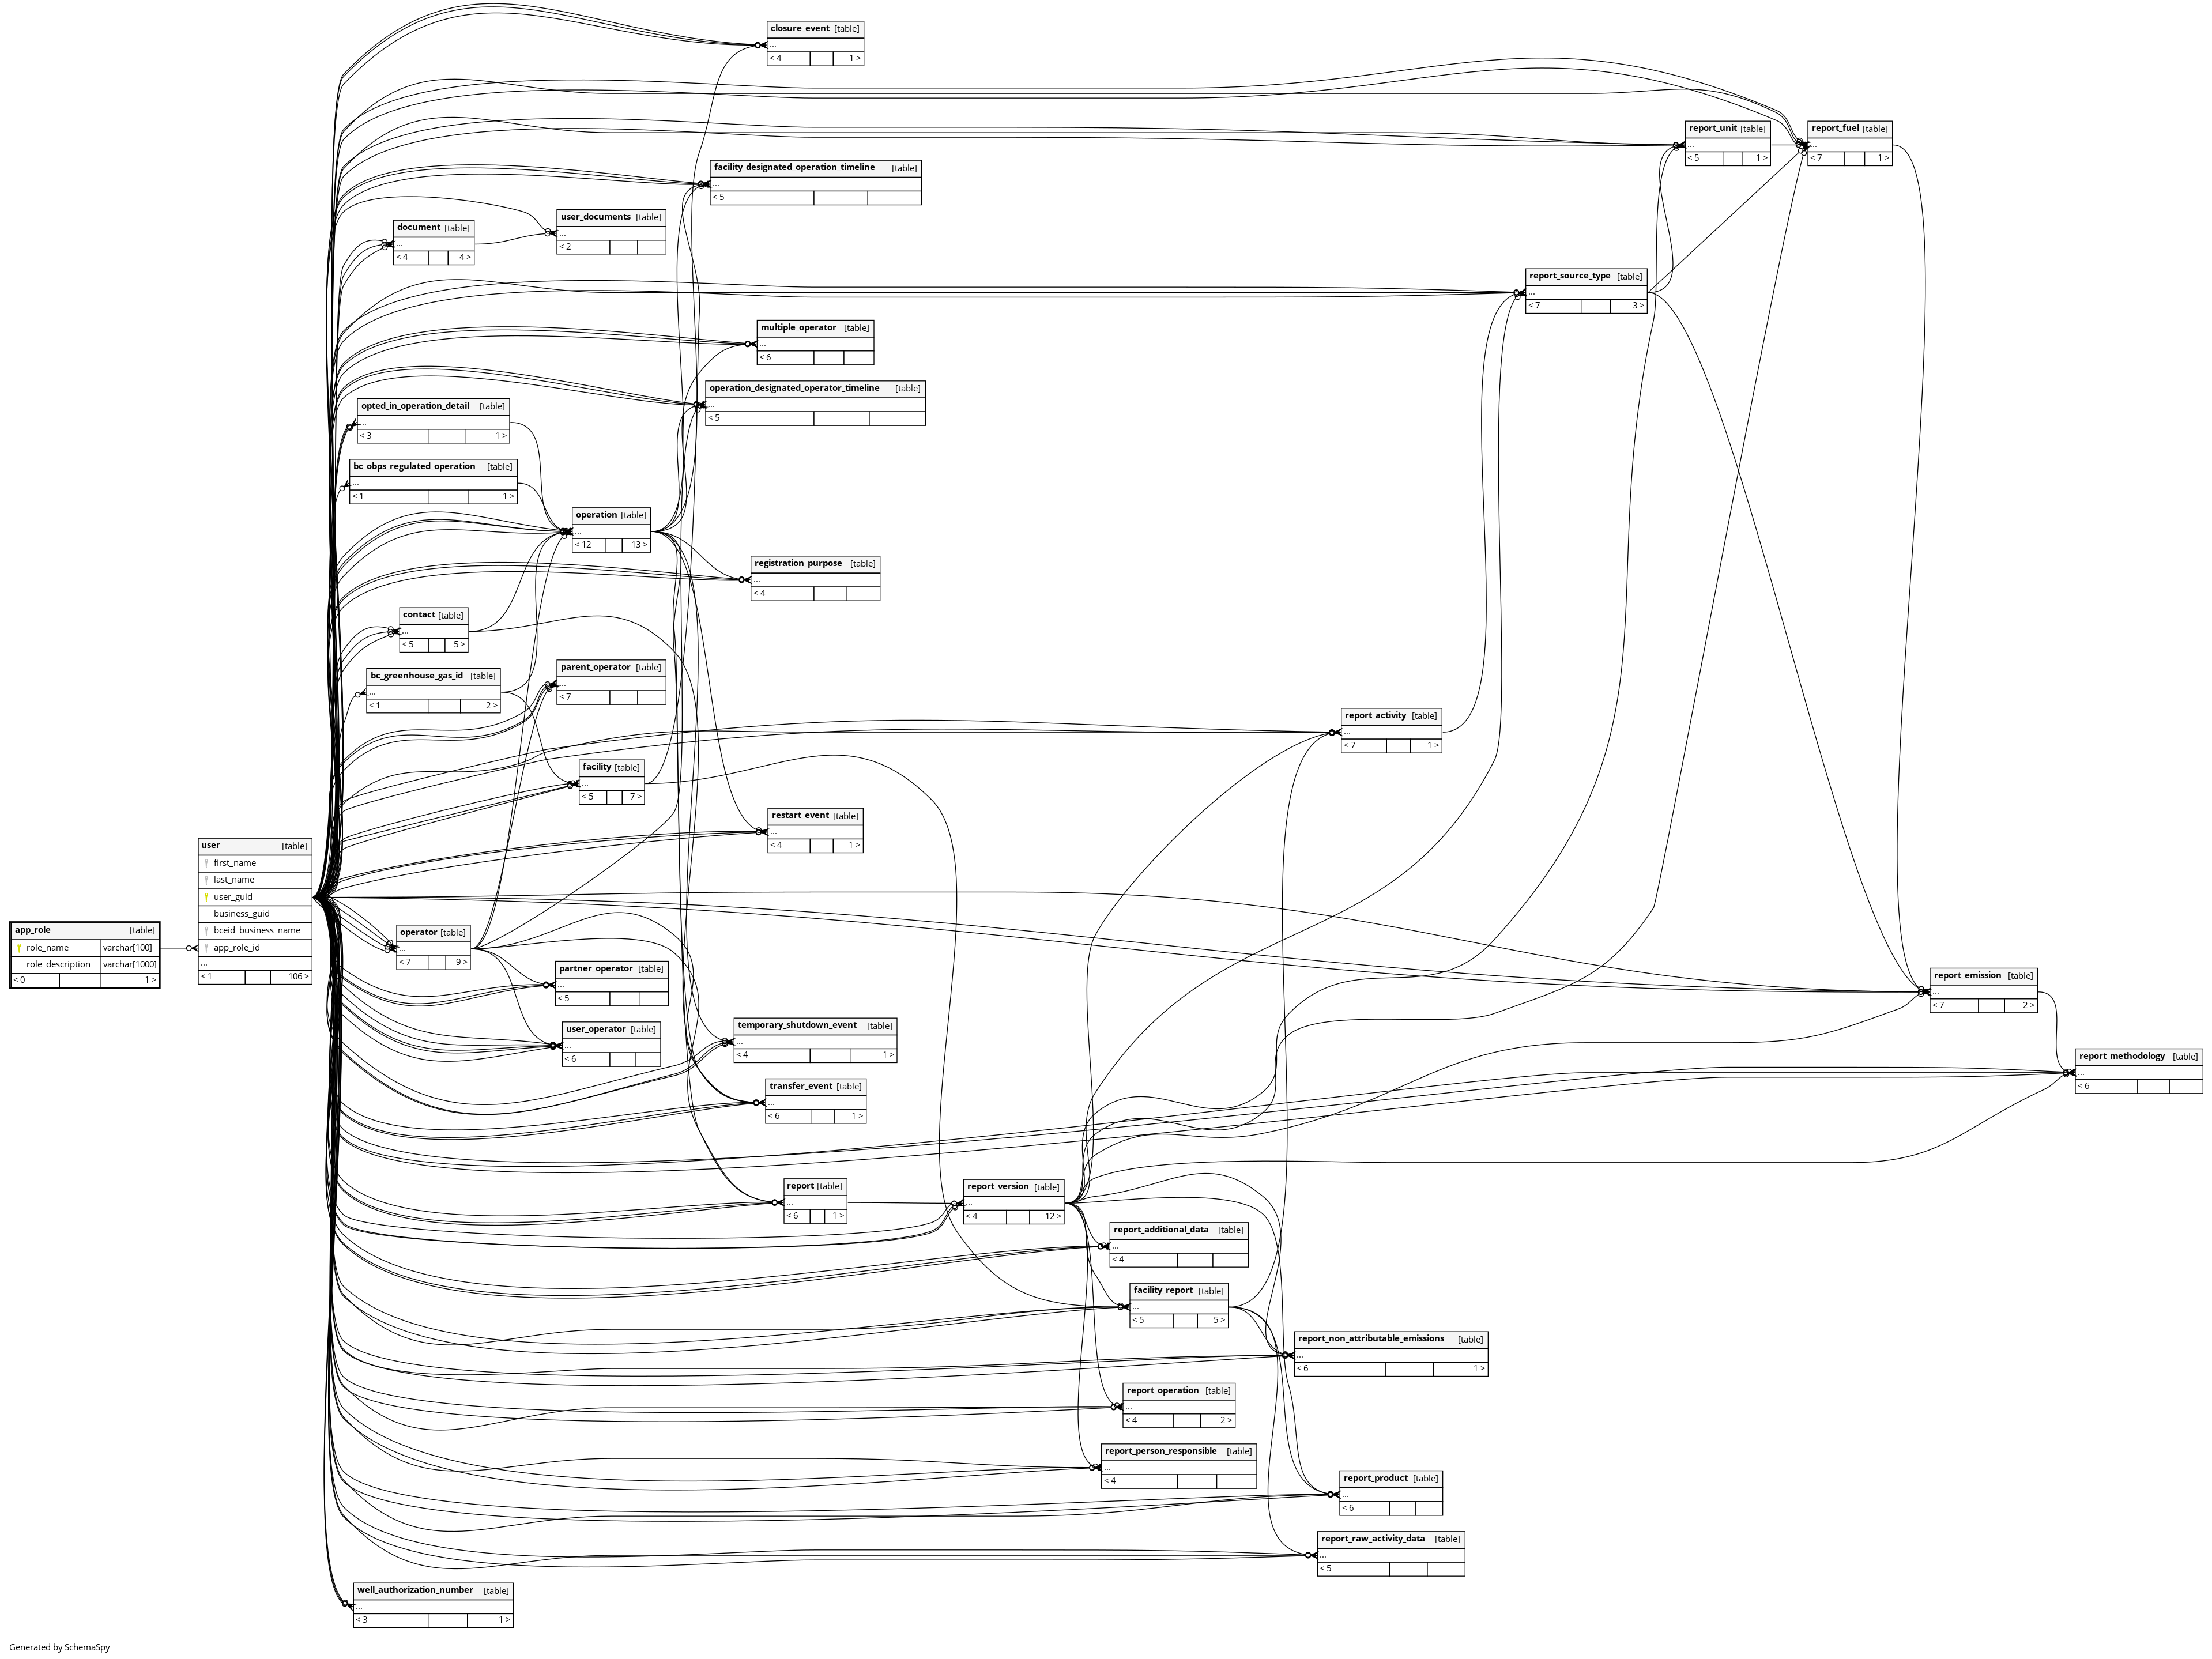 closure_event [table]
...
< 4 1 >
report_unit [table]
...
< 5 1 >
report_fuel [table]
...
< 7 1 >
facility_designated_operation_timeline [table]
...
< 5
user_documents [table]
...
< 2
document [table]
...
< 4 4 >
report_source_type [table]
...
< 7 3 >
multiple_operator [table]
...
< 6
operation_designated_operator_timeline [table]
...
< 5
opted_in_operation_detail [table]
...
< 3 1 >
bc_obps_regulated_operation [table]
...
< 1 1 >
operation [table]
...
< 12 13 >
registration_purpose [table]
...
< 4
contact [table]
...
< 5 5 >
parent_operator [table]
...
< 7
bc_greenhouse_gas_id [table]
...
< 1 2 >
report_activity [table]
...
< 7 1 >
facility [table]
...
< 5 7 >
restart_event [table]
...
< 4 1 >
user [table]
first_name
last_name
user_guid
business_guid
bceid_business_name
app_role_id
...
< 1 106 >
app_role [table]
role_name varchar[100]
role_description varchar[1000]
< 0 1 >
operator [table]
...
< 7 9 >
partner_operator [table]
...
< 5
report_emission [table]
...
< 7 2 >
user_operator [table]
...
< 6
temporary_shutdown_event [table]
...
< 4 1 >
report_methodology [table]
...
< 6
transfer_event [table]
...
< 6 1 >
report [table]
...
< 6 1 >
report_version [table]
...
< 4 12 >
report_additional_data [table]
...
< 4
facility_report [table]
...
< 5 5 >
report_non_attributable_emissions [table]
...
< 6 1 >
report_operation [table]
...
< 4 2 >
report_person_responsible [table]
...
< 4
report_product [table]
...
< 6
report_raw_activity_data [table]
...
< 5
well_authorization_number [table]
...
< 3 1 >
Generated by SchemaSpy